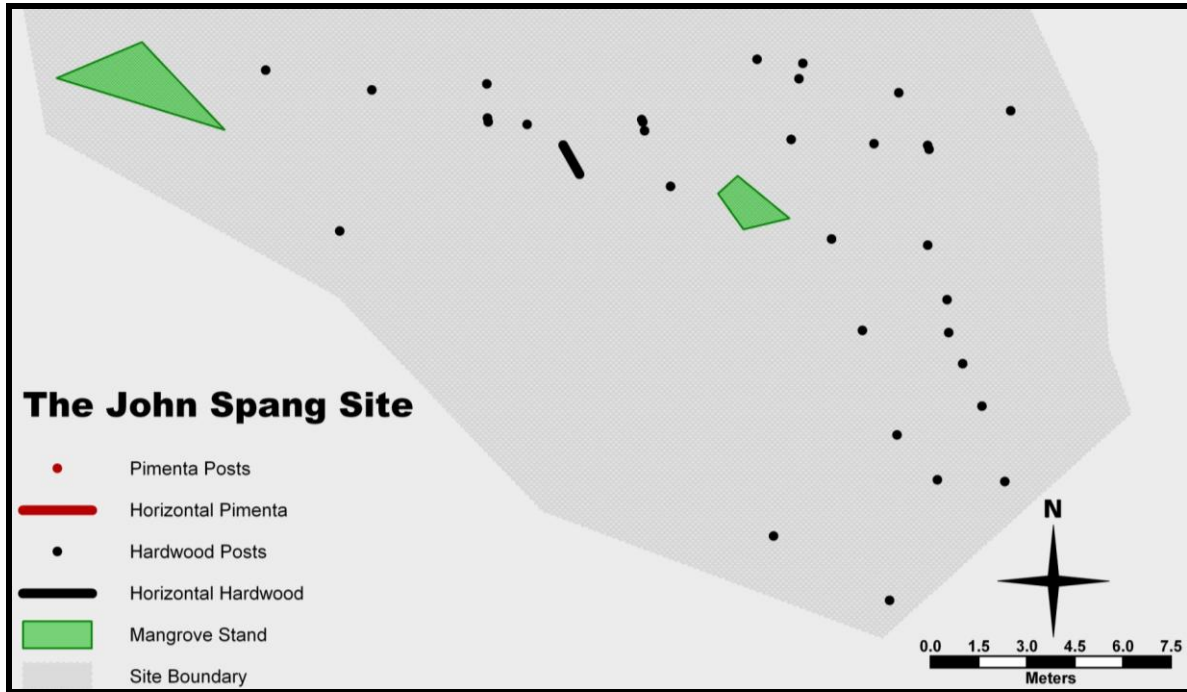 The John Spang Site
Pimenta Posts
Horizontal Pimenta
Hardwood Posts
Horizontal Hardwood
Mangrove Stand
Site Boundary
N
0.0 1.5 3.0 4.5 6.0 7.5
Meters